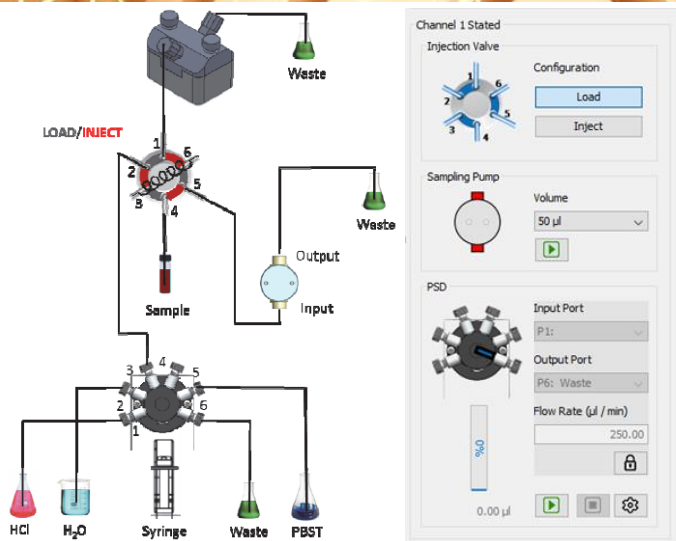 Waste
LOAD/INJECT
1
6
2
5
3
4
Waste
Output
Input
Sample
4
3
5
2
6
1
HCl
H₂O
Syringe
Waste
PBST
Channel 1 Stated
Injection Valve
Configuration
1
6
2
5
3
4
Load
Inject
Sampling Pump
Volume
50 µl
PSD
Input Port
P1:
Output Port
P6: Waste
Flow Rate (µl / min)
250.00
0%
0.00 µl